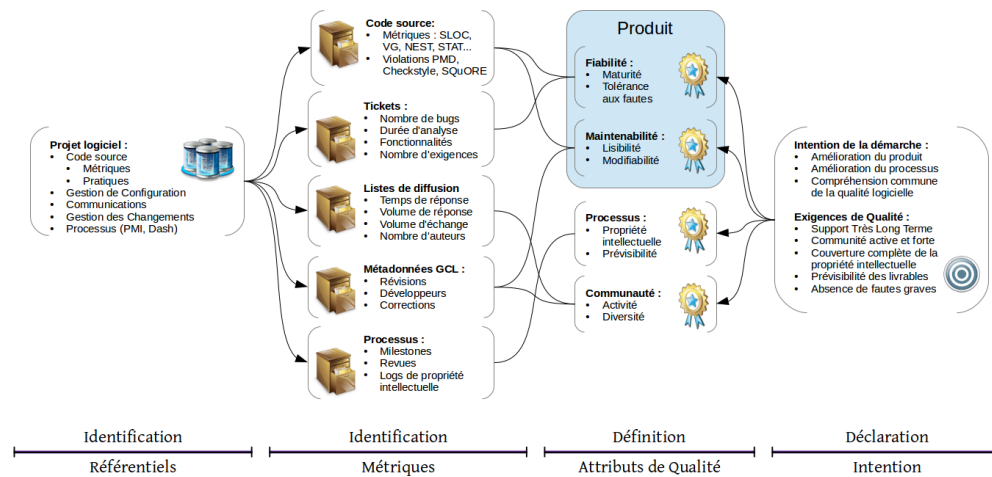 Projet logiciel :
• Code source
• Métriques
• Pratiques
• Gestion de Configuration
• Communications
• Gestion des Changements
• Processus (PMI, Dash)
Code source:
• Métriques : SLOC,
VG, NEST, STAT...
• Violations PMD,
Checkstyle, SQuORE
Tickets :
• Nombre de bugs
• Durée d'analyse
• Fonctionnalités
• Nombre d'exigences
Listes de diffusion
• Temps de réponse
• Volume de réponse
• Volume d'échange
• Nombre d'auteurs
Métadonnées GCL :
• Révisions
• Développeurs
• Corrections
Processus :
• Milestones
• Revues
• Logs de propriété
intellectuelle
Produit
Fiabilité :
• Maturité
• Tolérance
aux fautes
Maintenabilité :
• Lisibilité
• Modifiabilité
Processus :
• Propriété
intellectuelle
• Prévisibilité
Communauté :
• Activité
• Diversité
Intention de la démarche :
• Amélioration du produit
• Amélioration du processus
• Compréhension commune
de la qualité logicielle
Exigences de Qualité :
• Support Très Long Terme
• Communité active et forte
• Couverture complète de la
propriété intellectuelle
• Prévisibilité des livrables
• Absence de fautes graves
Identification
Référentiels
Identification
Métriques
Définition
Attributs de Qualité
Déclaration
Intention